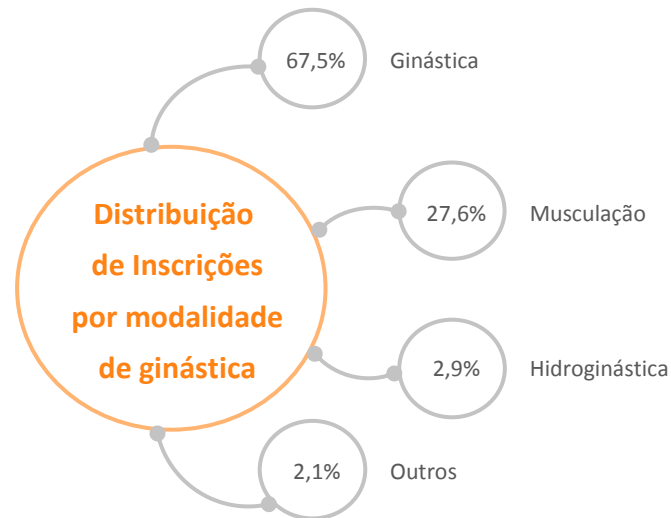 67,5% Ginástica
Distribuição
de Inscrições
por modalidade
de ginástica
27,6% Musculação
2,9% Hidroginástica
2,1% Outros